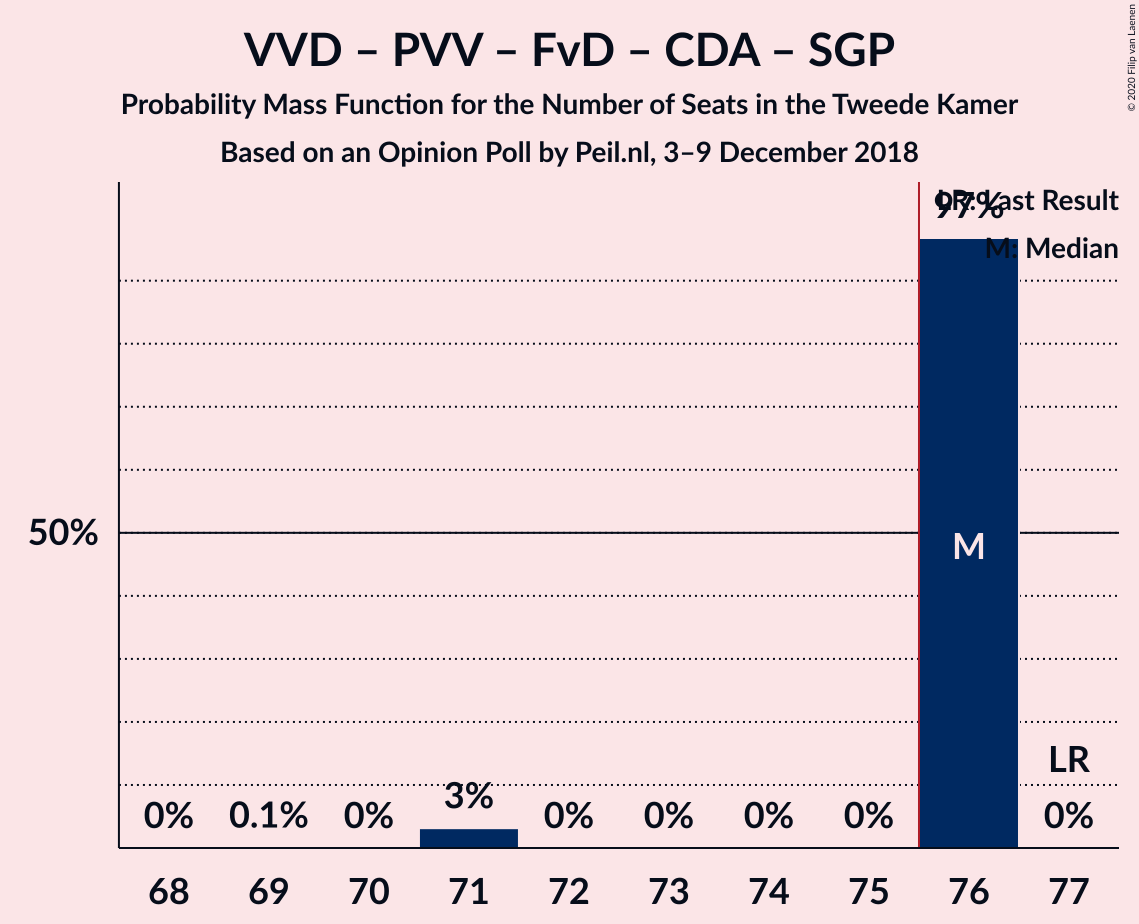 VVD – PVV – FvD – CDA – SGP
Probability Mass Function for the Number of Seats in the Tweede Kamer
Based on an Opinion Poll by Peil.nl, 3–9 December 2018
© 2020 Filip van Laenen
97%
LR: Last Result
M: Median
50%
M
LR
0% 0.1% 0% 3% 0% 0% 0% 0% 0%
68 69 70 71 72 73 74 75 76 77